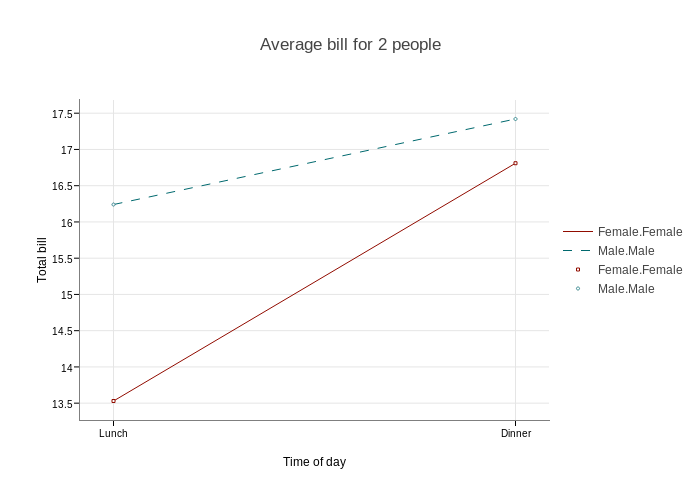 Average bill for 2 people
17.5
17
16.5
16
15.5
15
14.5
14
13.5
Total bill
Lunch
Dinner
Time of day
Female.Female
Male.Male
Female.Female
Male.Male